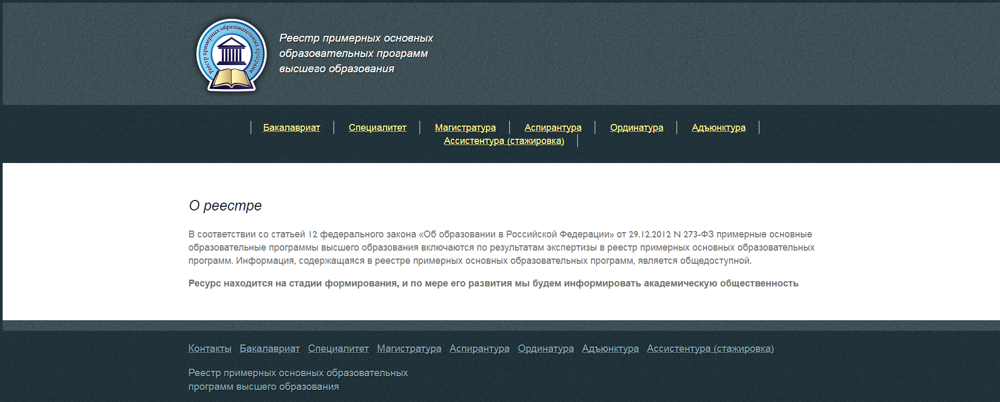 Реестр примерных образовательных программ
Реестр примерных основных
образовательных программ
высшего образования
Бакалавриат Специалитет Магистратура Аспирантура Ординатура Адъюнктура
Ассистентура (стажировка)
О реестре
В соответствии со статьей 12 федерального закона «Об образовании в Российской Федерации» от 29.12.2012 N 273-ФЗ примерные основные
образовательные программы высшего образования включаются по результатам экспертизы в реестр примерных основных образовательных
программ. Информация, содержащаяся в реестре примерных основных образовательных программ, является общедоступной.
Ресурс находится на стадии формирования, и по мере его развития мы будем информировать академическую общественность
Контакты Бакалавриат Специалитет Магистратура Аспирантура Ординатура Адъюнктура Ассистентура (стажировка)
Реестр примерных основных образовательных
программ высшего образования